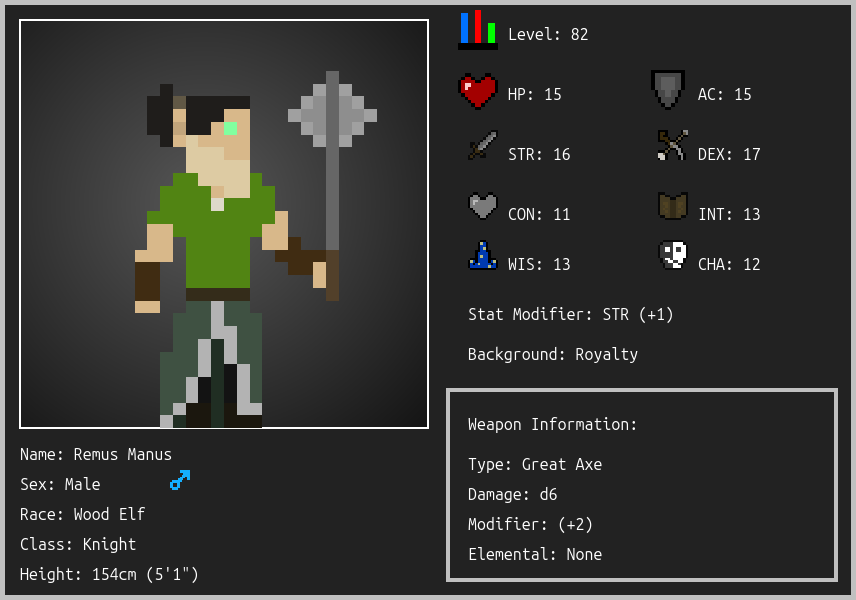 Level: 82
HP: 15
AC: 15
STR: 16
DEX: 17
CON: 11
INT: 13
WIS: 13
CHA: 12
Stat Modifier: STR (+1)
Background: Royalty
Weapon Information:
Type: Great Axe
Damage: d6
Modifier: (+2)
Elemental: None
Name: Remus Manus
Sex: Male
Race: Wood Elf
Class: Knight
Height: 154cm (5'1")